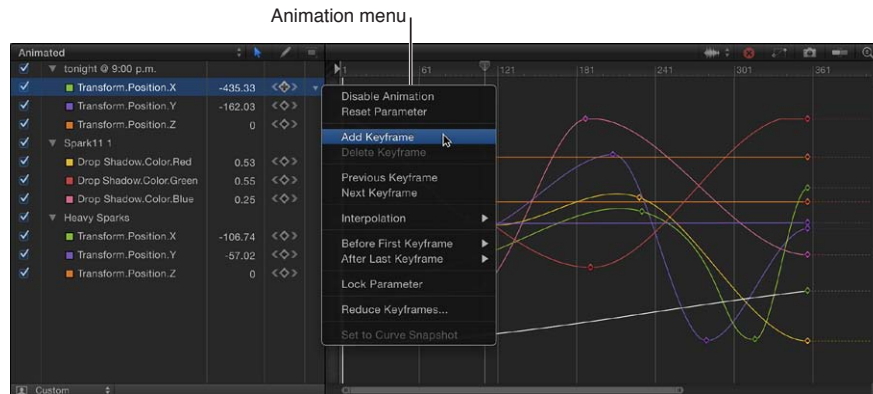 Animation menu
Animated
tonight @ 9:00 p.m.
1 61 121 181 241 301 361
Transform.Position.X -435.33
Transform.Position.Y -162.03
Transform.Position.Z 0
Spark11 1
Drop Shadow.Color.Red 0.53
Drop Shadow.Color.Green 0.55
Drop Shadow.Color.Blue 0.25
Heavy Sparks
Transform.Position.X -106.74
Transform.Position.Y -57.02
Transform.Position.Z 0
Disable Animation
Reset Parameter
Add Keyframe
Delete Keyframe
Previous Keyframe
Next Keyframe
Interpolation
Before First Keyframe
After Last Keyframe
Lock Parameter
Reduce Keyframes...
Set to Curve Snapshot
Custom